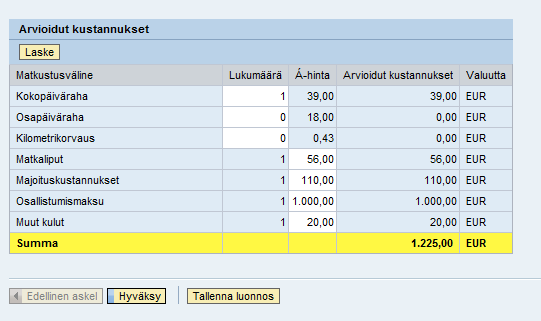 Arvioidut kustannukset
Laske
Matkustusväline Lukumäärä Á-hinta Arvioidut kustannukset Valuutta
Kokopäiväraha 1 39,00 39,00 EUR
Osapäiväraha 0 18,00 0,00 EUR
Kilometrikorvaus 0 0,43 0,00 EUR
Matkaliput 1 56,00 56,00 EUR
Majoituskustannukset 1 110,00 110,00 EUR
Osallistumismaksu 1 1.000,00 1.000,00 EUR
Muut kulut 1 20,00 20,00 EUR
Summa 1.225,00 EUR
Edellinen askel Hyväksy Tallenna luonnos